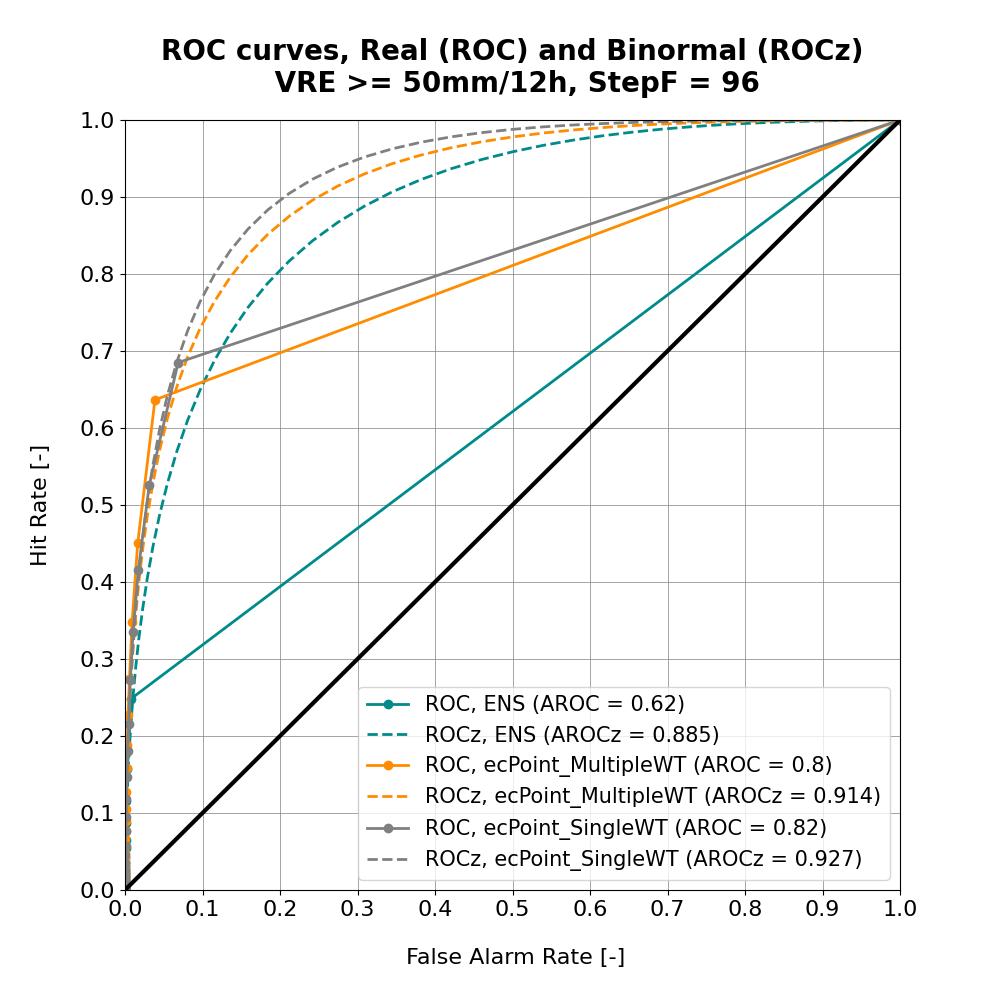 ROC curves, Real (ROC) and Binormal (ROCz)
VRE >= 50mm/12h, StepF = 96
1.0
0.9
0.8
0.7
0.6
0.5
0.4
0.3
0.2
0.1
0.0
Hit Rate [-]
ROC, ENS (AROC = 0.62)
ROCz, ENS (AROCz = 0.885)
ROC, ecPoint_MultipleWT (AROC = 0.8)
ROCz, ecPoint_MultipleWT (AROCz = 0.914)
ROC, ecPoint_SingleWT (AROC = 0.82)
ROCz, ecPoint_SingleWT (AROCz = 0.927)
0.0 0.1 0.2 0.3 0.4 0.5 0.6 0.7 0.8 0.9 1.0
False Alarm Rate [-]